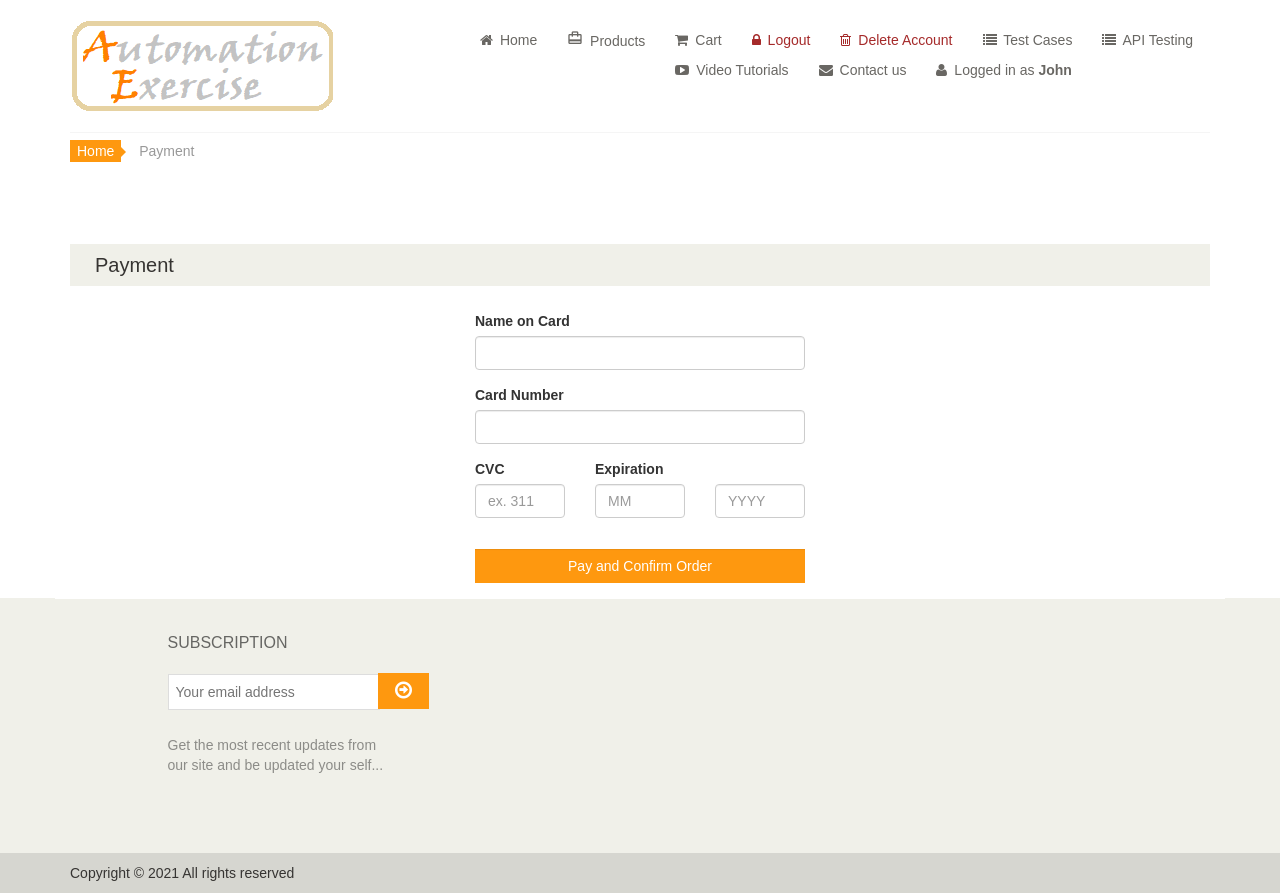 Automation
Exercise
Home
Products
Cart
Logout
Delete Account
Test Cases
API Testing
Video Tutorials
Contact us
Logged in as John
Home
Payment
Payment
Name on Card
Card Number
CVC
Expiration
ex. 311
MM
YYYY
Pay and Confirm Order
SUBSCRIPTION
Your email address
Get the most recent updates from
our site and be updated your self...
Copyright © 2021 All rights reserved